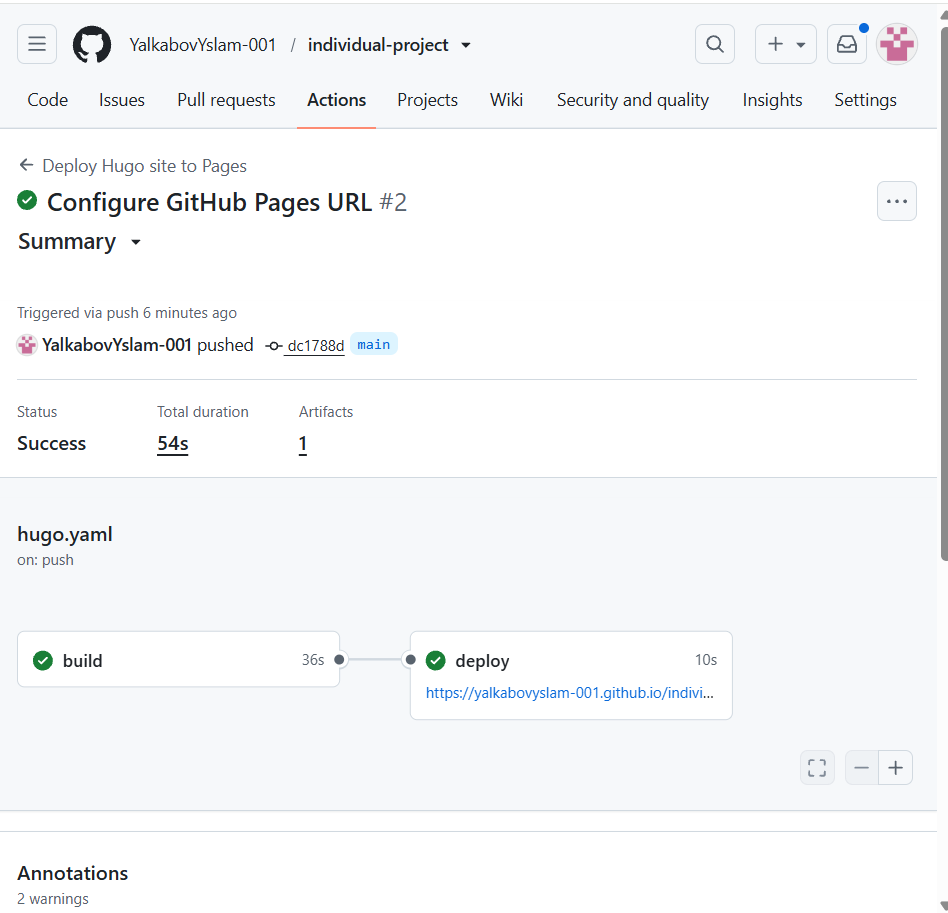 YalkabovYslam-001 / individual-project
Code Issues Pull requests Actions Projects Wiki Security and quality Insights Settings
Deploy Hugo site to Pages
Configure GitHub Pages URL #2
Summary
Triggered via push 6 minutes ago
YalkabovYslam-001 pushed dc1788d main
Status Total duration Artifacts
Success 54s 1
hugo.yaml
on: push
build 36s deploy 10s
https://yalkabovyslam-001.github.io/indivi...
Annotations
2 warnings